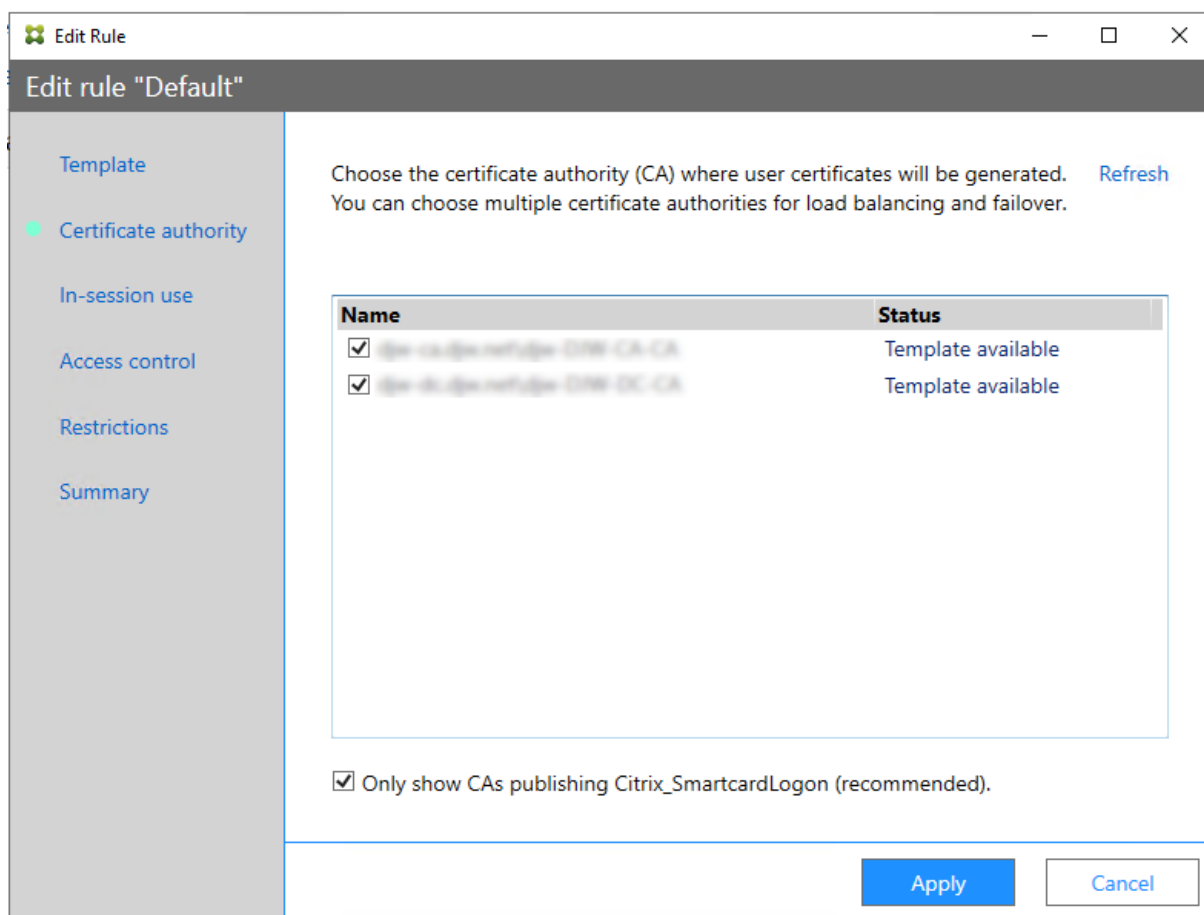 Edit Rule
Edit rule "Default"
Template
Certificate authority
In-session use
Access control
Restrictions
Summary
Choose the certificate authority (CA) where user certificates will be generated.
Refresh
You can choose multiple certificate authorities for load balancing and failover.
Name Status
Template available
Template available
Only show CAs publishing Citrix_SmartcardLogon (recommended).
Apply Cancel